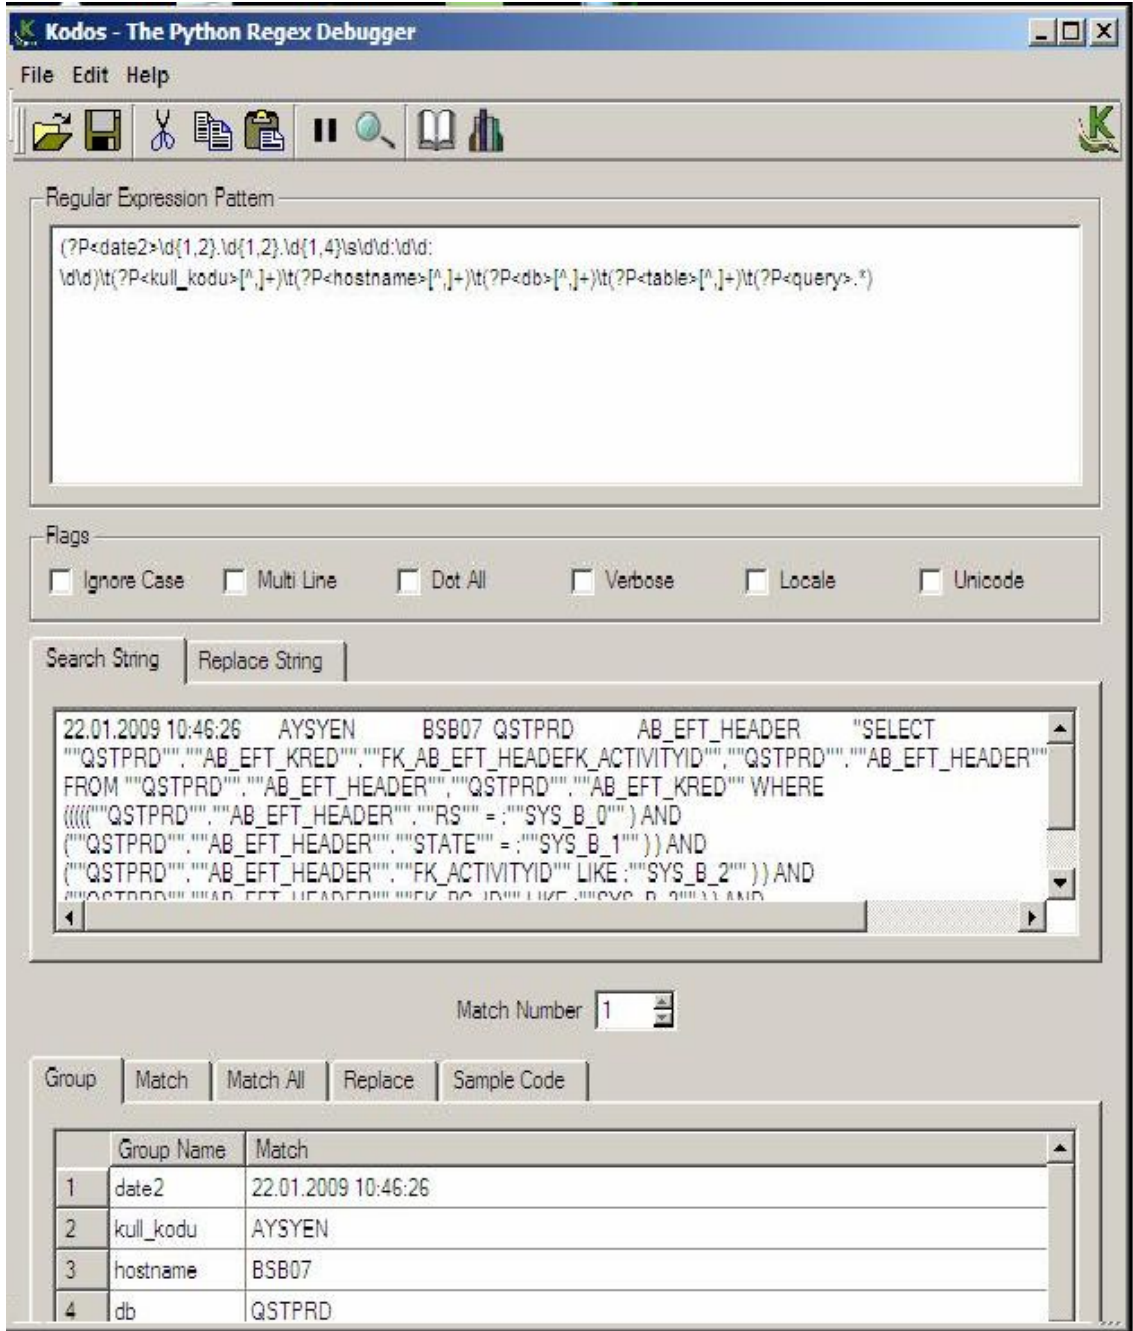 Kodos - The Python Regex Debugger
File Edit Help
Regular Expression Pattern
(?P<date2>\d{1,2}.\d{1,2}.\d{1,4}\s\d\d:\d\d:
\d\d)\t(?P<kull_kodu>[^,]+)\t(?P<hostname>[^,]+)\t(?P<db>[^,]+)\t(?P<table>[^,]+)\t(?P<query>.*)
Flags
Ignore Case Multi Line Dot All Verbose Locale Unicode
Search String Replace String
22.01.2009 10:46:26 AYSYEN BSB07 QSTPRD AB_EFT_HEADER "SELECT
""QSTPRD"".""AB_EFT_KRED"".""FK_AB_EFT_HEADEFK_ACTIVITYID"",""QSTPRD"".""AB_EFT_HEADER""
FROM ""QSTPRD"".""AB_EFT_HEADER"",""QSTPRD"".""AB_EFT_KRED"" WHERE
(((((""QSTPRD"".""AB_EFT_HEADER"".""RS"" = :""SYS_B_0"" ) AND
(""QSTPRD"".""AB_EFT_HEADER"".""STATE"" = :""SYS_B_1"" ) ) AND
(""QSTPRD"".""AB_EFT_HEADER"".""FK_ACTIVITYID"" LIKE :""SYS_B_2"" ) ) AND
Match Number 1
Group Match Match All Replace Sample Code
Group Name Match
1 date2 22.01.2009 10:46:26
2 kull_kodu AYSYEN
3 hostname BSB07
4 db QSTPRD